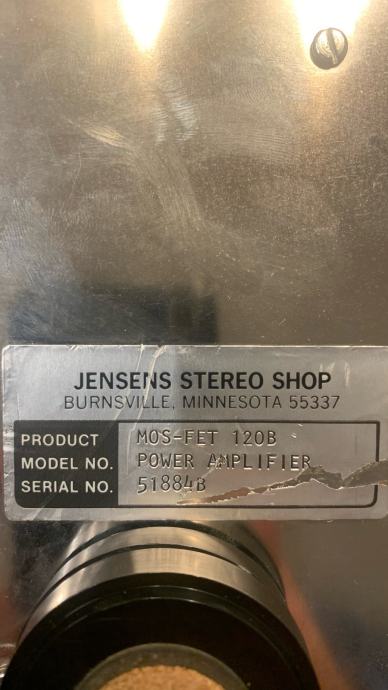 JENSENS STEREO SHOP
BURNSVILLE, MINNESOTA 55337
PRODUCT MOS-FET 120B
MODEL NO. POWER AMPLIFIER
SERIAL NO. 51884B